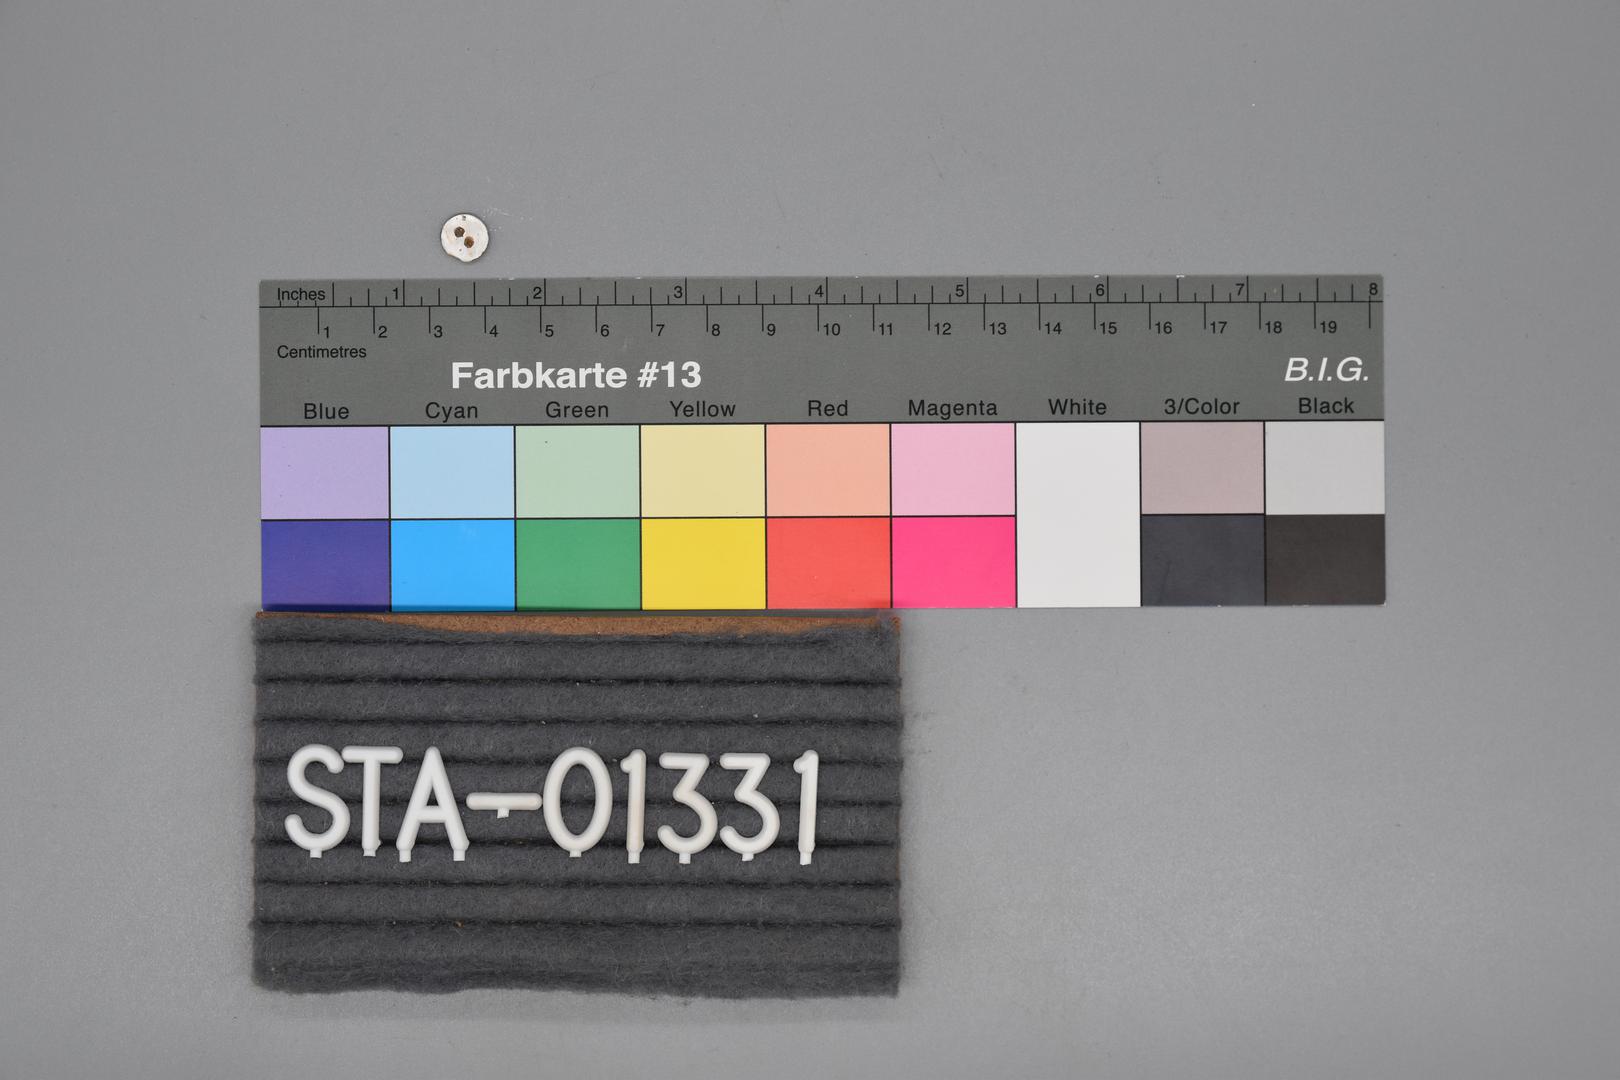 Inches 1 2 3 4 5 6 7 8
1 2 3 4 5 6 7 8 9 10 11 12 13 14 15 16 17 18 19
Centimetres
Farbkarte #13 B.I.G.
Blue Cyan Green Yellow Red Magenta White 3/Color Black
STA-01331